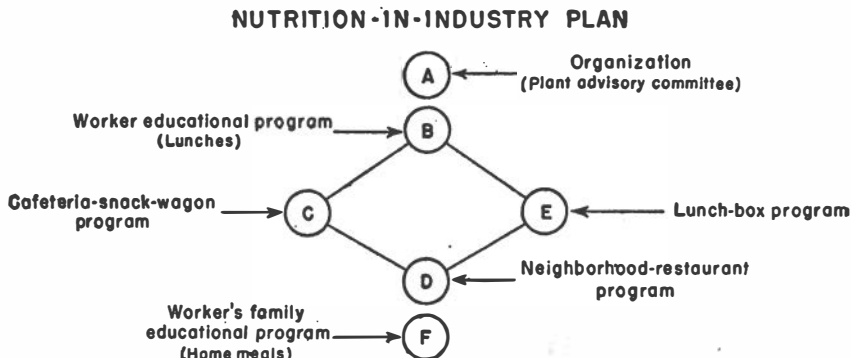 NUTRITION-IN-INDUSTRY PLAN
A
Organization
(Plant advisory committee)
Worker educational program
(Lunches)
B
Cafeteria-snack-wagon
program
C
E
Lunch-box program
D
Neighborhood-restaurant
program
Worker's family
educational program
(Home meals)
F